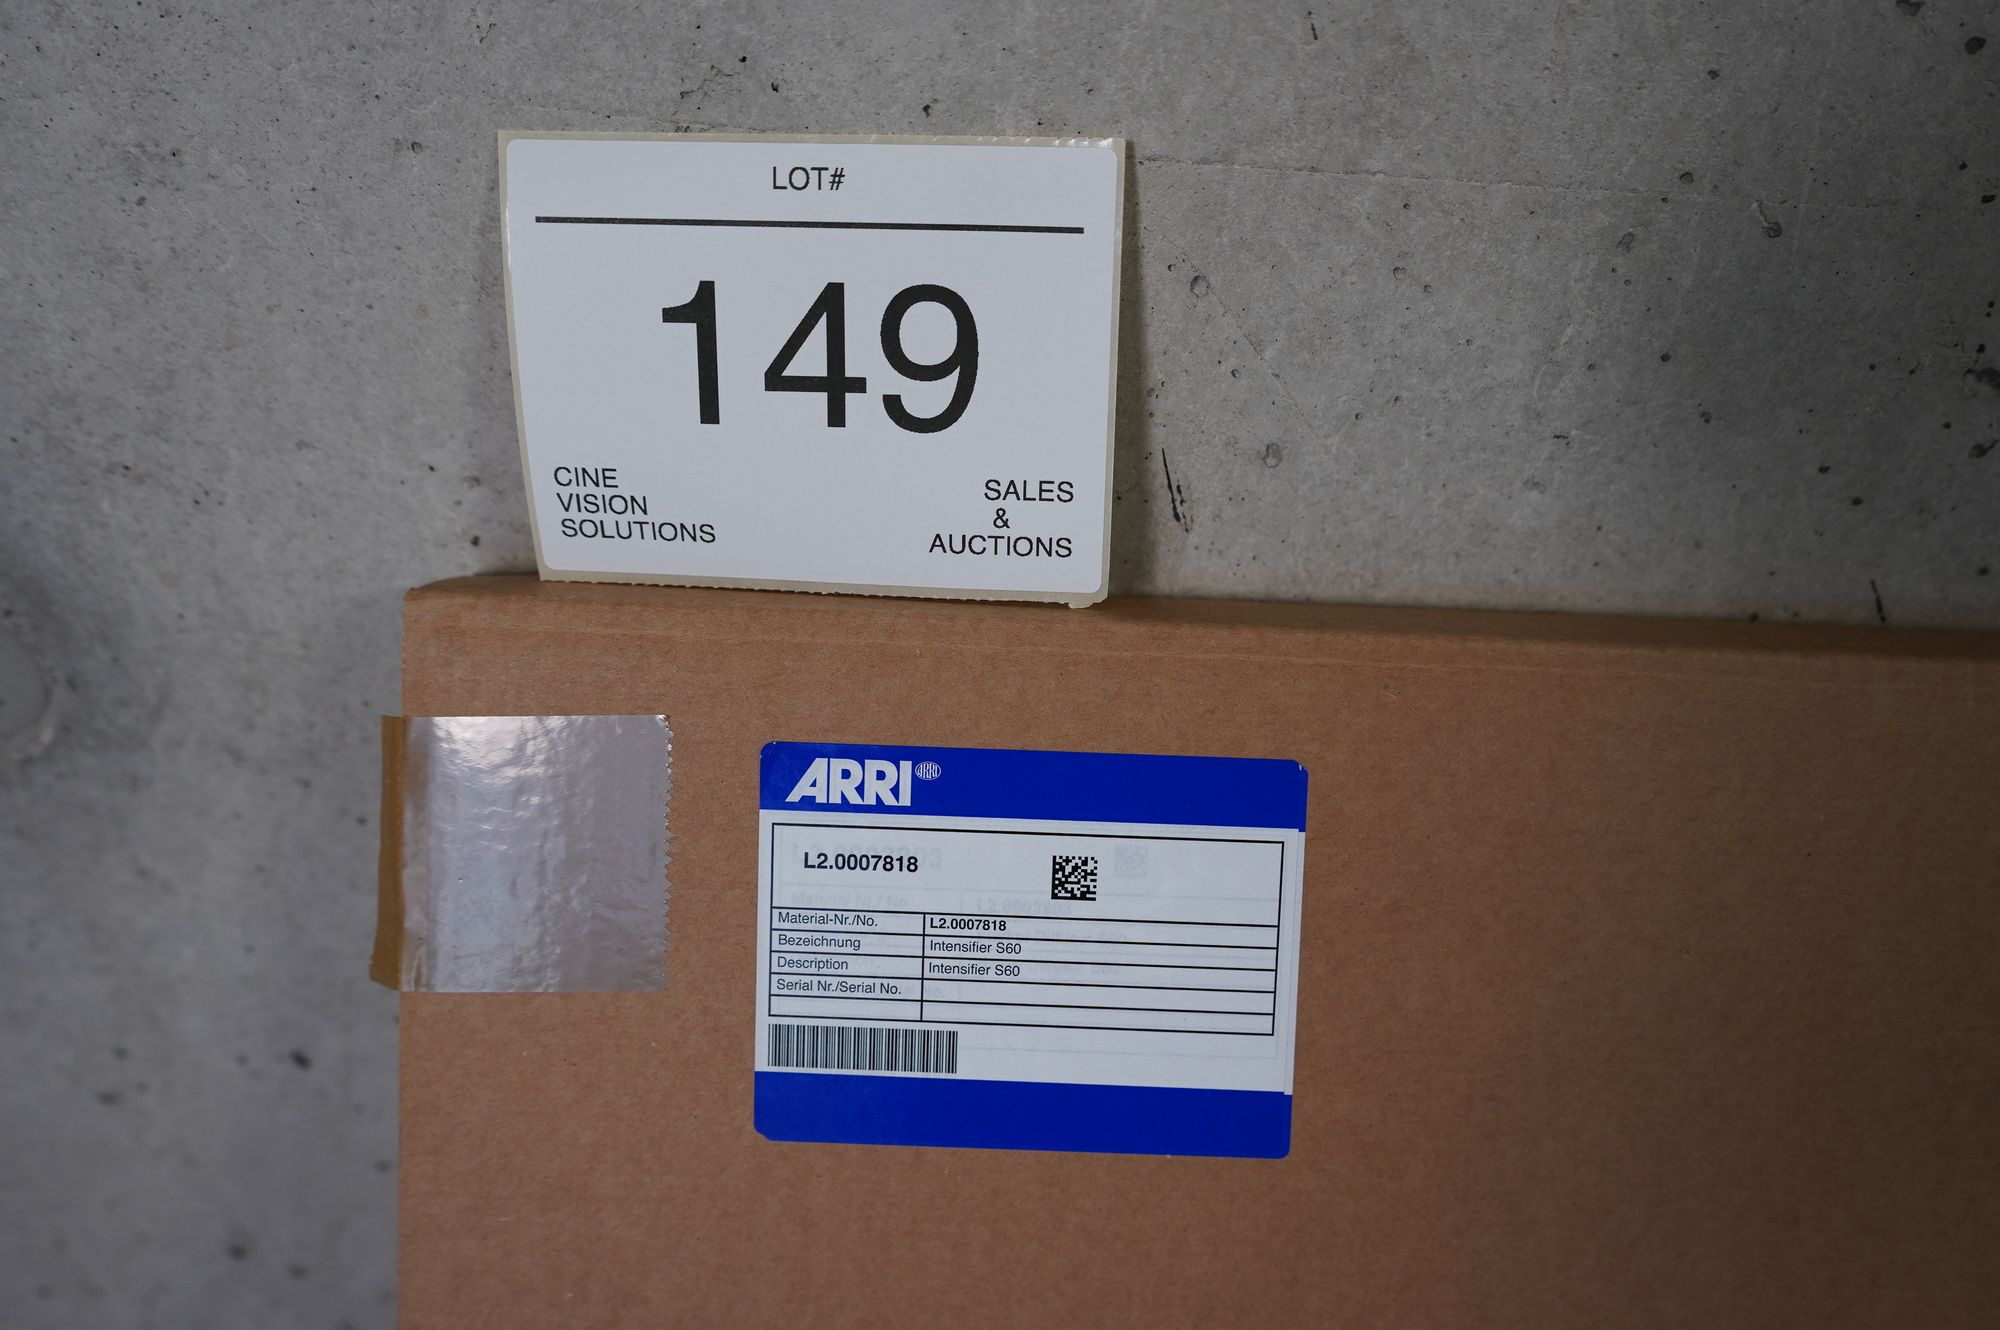 LOT#
149
CINE
VISION
SOLUTIONS
SALES
&
AUCTIONS
ARRI ARRI
L2.0007818
Material-Nr./No. L2.0007818
Bezeichnung Intensifier S60
Description Intensifier S60
Serial Nr./Serial No.